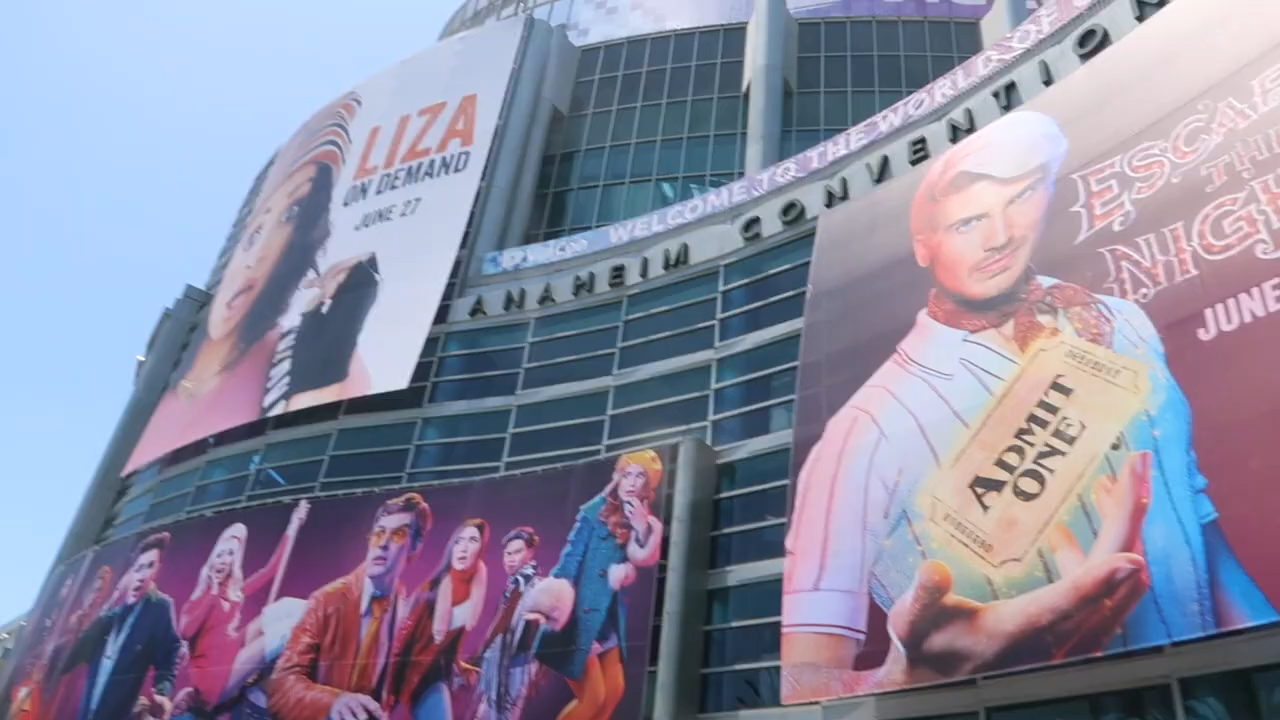 LIZA
ON DEMAND
JUNE 27
WELCOME TO THE WORLD OF
ANAHEIM CONVENTION
ESCAPE
THE
NIGHT
JUNE
ADMIT
ONE